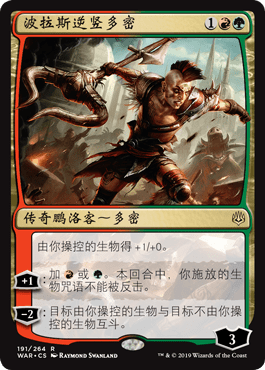 波拉斯逆竖多密 1
传奇鹏洛客～多密
由你操控的生物得 +1/+0。
+1 :加 或 。本回合中，你施放的生
物咒语不能被反击。
-2 :目标由你操控的生物与目标不由你操控的生
物互斗。
3
191/264 R
WAR • CS RAYMOND SWANLAND
™ & © 2019 Wizards of the Coast